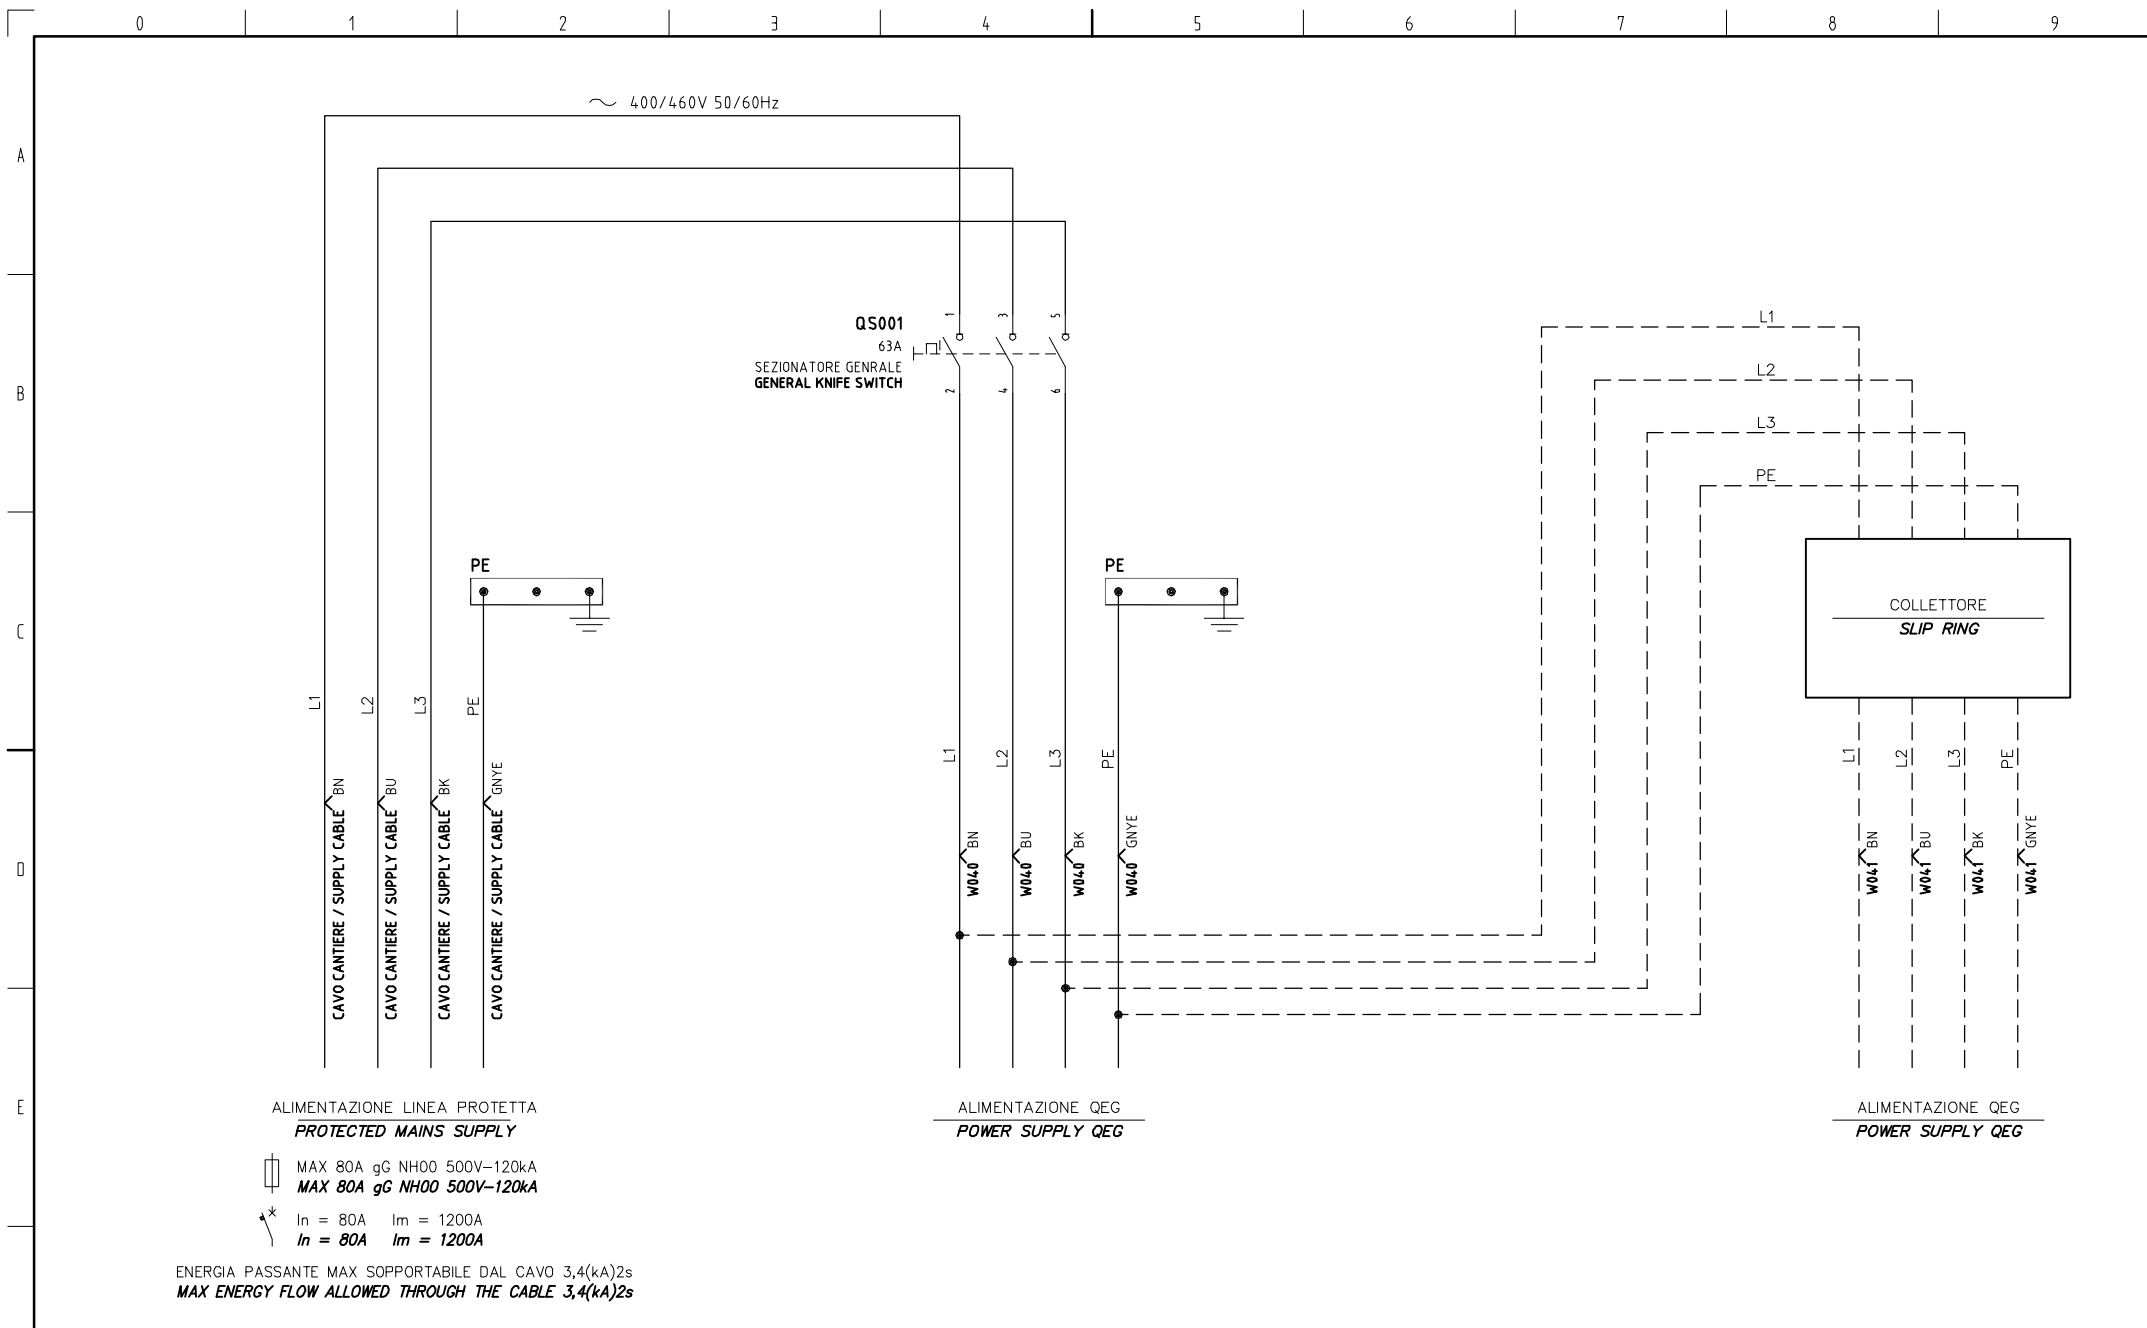 0 1 2 3 4 5 6 7 8 9
A
B
C
D
E
400/460V 50/60Hz
QS001
63A
SEZIONATORE GENRALE
GENERAL KNIFE SWITCH
1 3 5
2 4 6
L1
L2
L3
PE
PE
PE
COLLETTORE
SLIP RING
L1 L2 L3 PE
L1 L2 L3 PE
L1 L2 L3 PE
CAVO CANTIERE / SUPPLY CABLE BN
CAVO CANTIERE / SUPPLY CABLE BU
CAVO CANTIERE / SUPPLY CABLE BK
CAVO CANTIERE / SUPPLY CABLE GNYE
W040 BN
W040 BU
W040 BK
W040 GNYE
W041 BN
W041 BU
W041 BK
W041 GNYE
ALIMENTAZIONE LINEA PROTETTA
PROTECTED MAINS SUPPLY
ALIMENTAZIONE QEG
POWER SUPPLY QEG
ALIMENTAZIONE QEG
POWER SUPPLY QEG
MAX 80A gG NH00 500V-120kA
MAX 80A gG NH00 500V-120kA
In = 80A Im = 1200A
In = 80A Im = 1200A
ENERGIA PASSANTE MAX SOPPORTABILE DAL CAVO 3,4(kA)2s
MAX ENERGY FLOW ALLOWED THROUGH THE CABLE 3,4(kA)2s